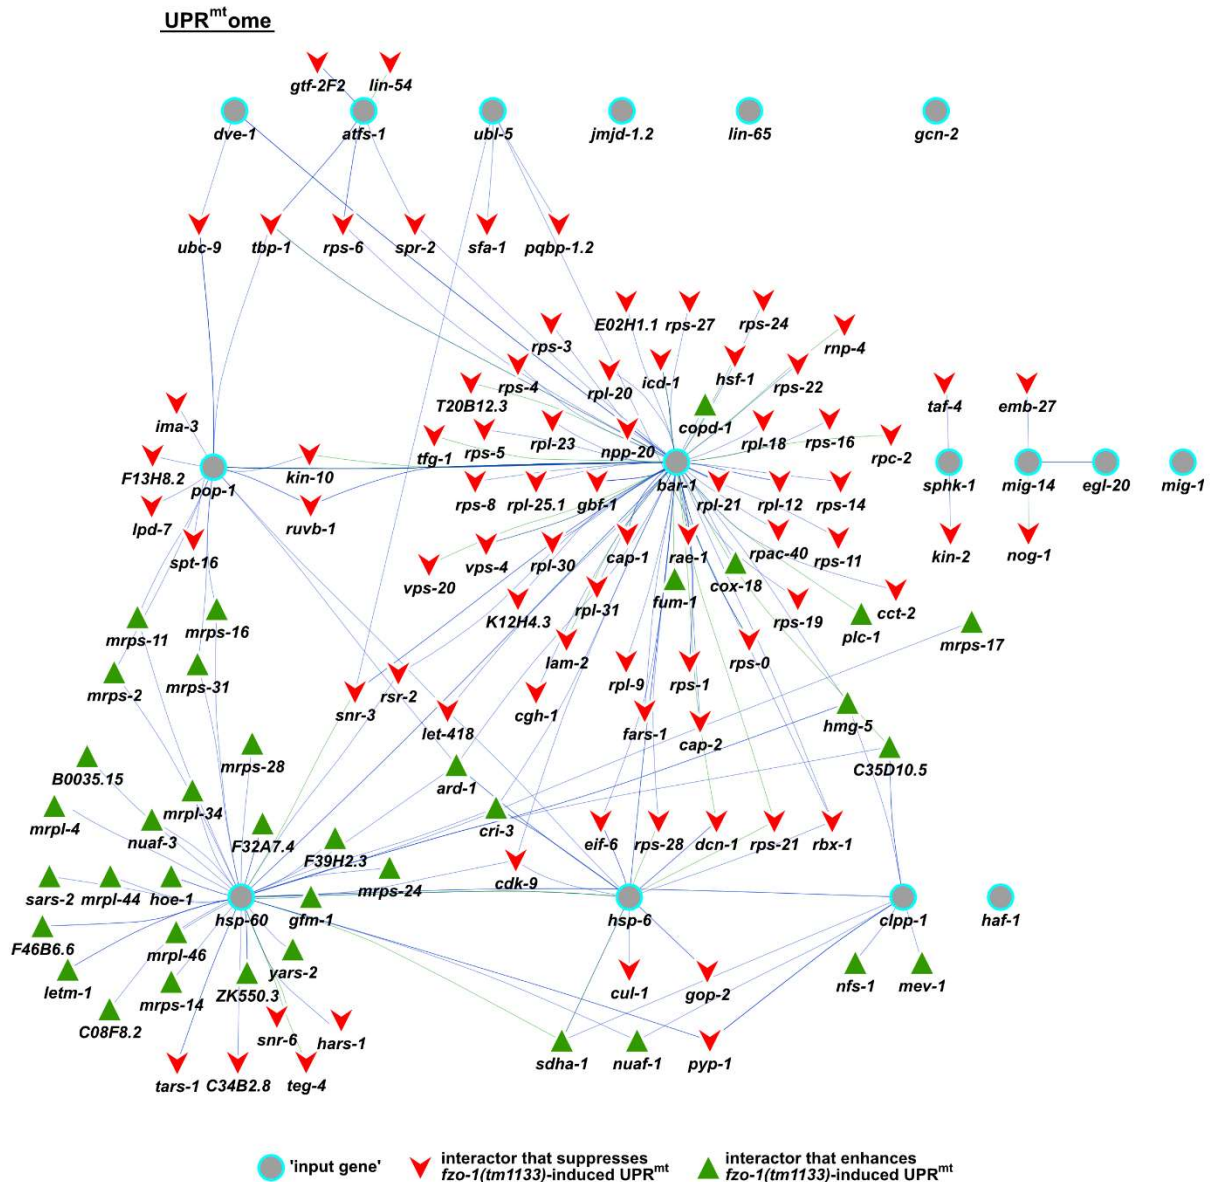 UPRmt ome
gtf-2F2 lin-54
dve-1 atfs-1 ubl-5 jmjd-1.2 lin-65 gcn-2
ubc-9 tbp-1 rps-6 spr-2 sfa-1 pqbp-1.2
E02H1.1 rps-27 rps-24
rps-3 rnp-4
rps-4 rpl-20 icd-1 hsf-1 rps-22
T20B12.3 taf-4 emb-27
ima-3 copd-1
tfg-1 rps-5 rpl-23 npp-20 rpl-18 rps-16
F13H8.2 kin-10 rpc-2
pop-1 bar-1 sphk-1 mig-14 egl-20 mig-1
rps-8 rpl-25.1 gbf-1 rpl-21 rpl-12 rps-14
lpd-7 ruvb-1
spt-16 vps-20 vps-4 rpl-30 cap-1 rae-1 rpac-40 rps-11 kin-2 nog-1
K12H4.3 rpl-31 fum-1 cox-18 rps-19 cct-2
mrps-11 mrps-16 plc-1 mrps-17
lam-2 rps-0
mrps-2 mrps-31 rsr-2 rpl-9 rps-1
snr-3 let-418 cgh-1 fars-1 cap-2 hmg-5
B0035.15 mrps-28 ard-1 C35D10.5
mrpl-4 nuaf-3 mrpl-34 F32A7.4 F39H2.3 cri-3 eif-6 rps-28 dcn-1 rps-21 rbx-1
sars-2 mrpl-44 hoe-1 mrps-24 cdk-9
hsp-60 gfm-1 hsp-6 clpp-1 haf-1
F46B6.6 mrpl-46 yars-2
letm-1 mrps-14 ZK550.3 cul-1 gop-2 nfs-1 mev-1
C08F8.2 snr-6 hars-1
tars-1 C34B2.8 teg-4 sdha-1 nuaf-1 pyp-1
'input gene' interactor that suppresses interactor that enhances
fzo-1(tm1133)-induced UPRmt fzo-1(tm1133)-induced UPRmt